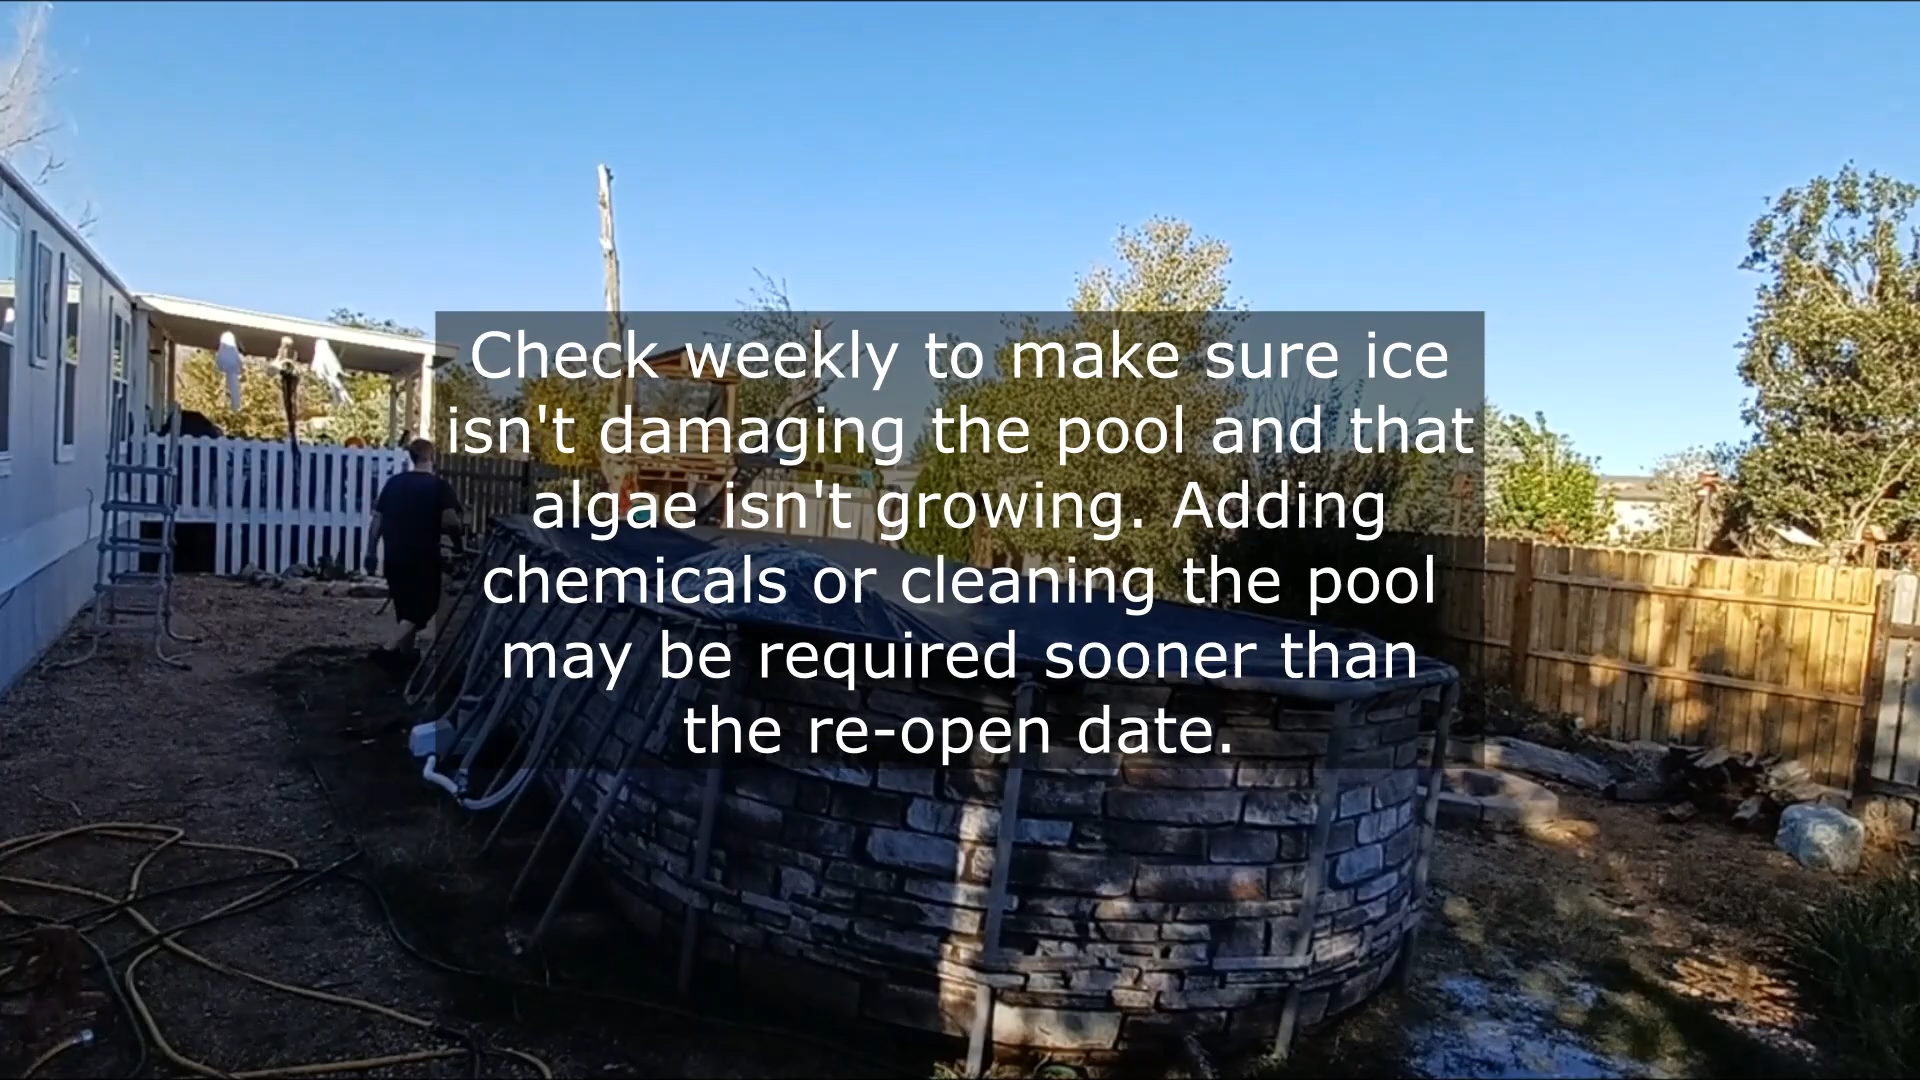 Check weekly to make sure ice
isn't damaging the pool and that
algae isn't growing. Adding
chemicals or cleaning the pool
may be required sooner than
the re-open date.